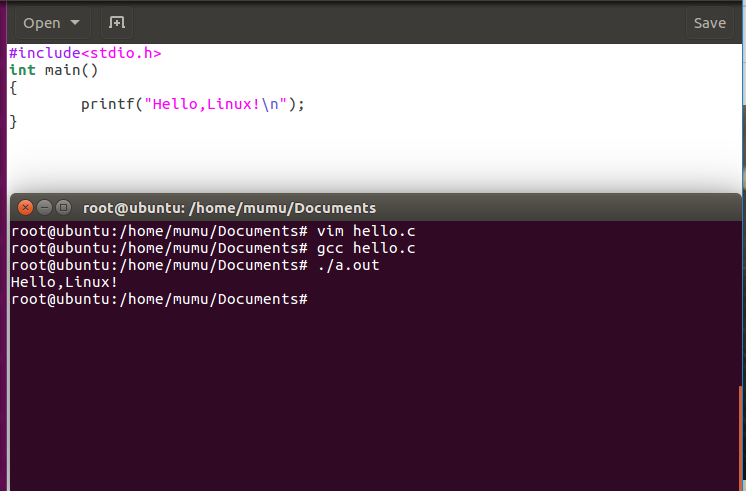 Open Save
#include<stdio.h>
int main()
{
        printf("Hello,Linux!\n");
}
root@ubuntu: /home/mumu/Documents
root@ubuntu:/home/mumu/Documents# vim hello.c
root@ubuntu:/home/mumu/Documents# gcc hello.c
root@ubuntu:/home/mumu/Documents# ./a.out
Hello,Linux!
root@ubuntu:/home/mumu/Documents#